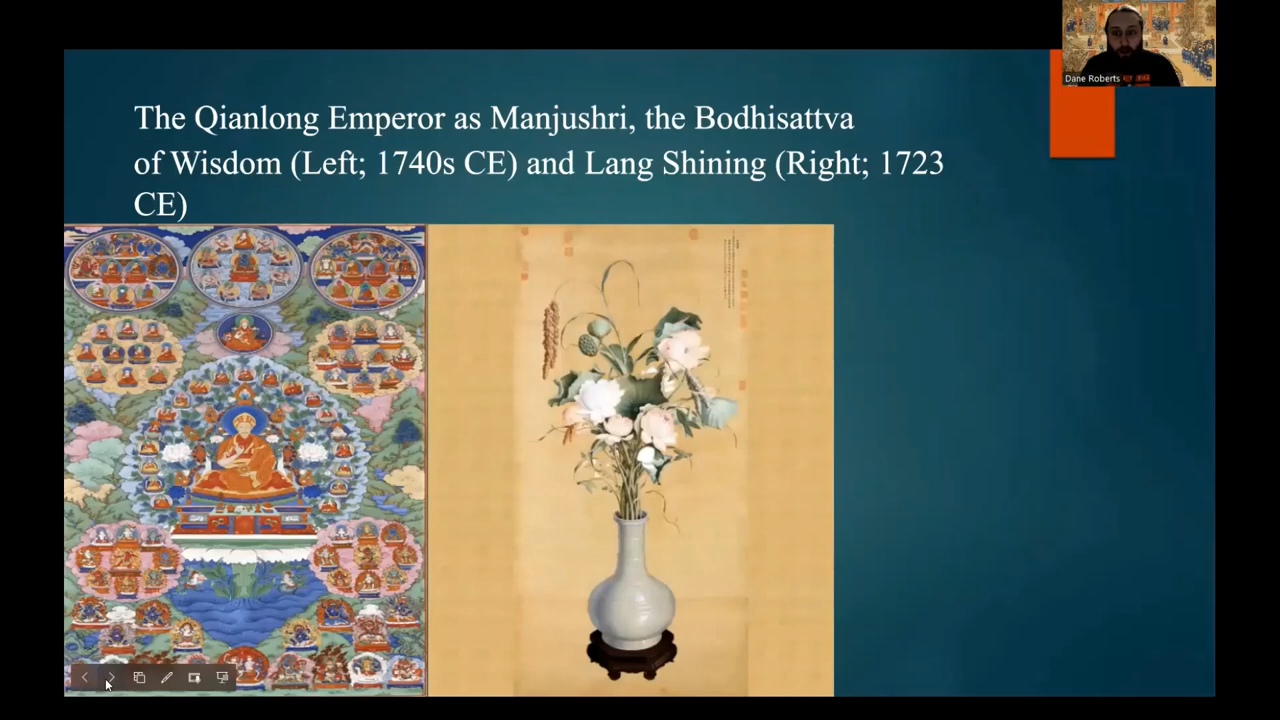 The Qianlong Emperor as Manjushri, the Bodhisattva
of Wisdom (Left; 1740s CE) and Lang Shining (Right; 1723
CE)
Dane Roberts